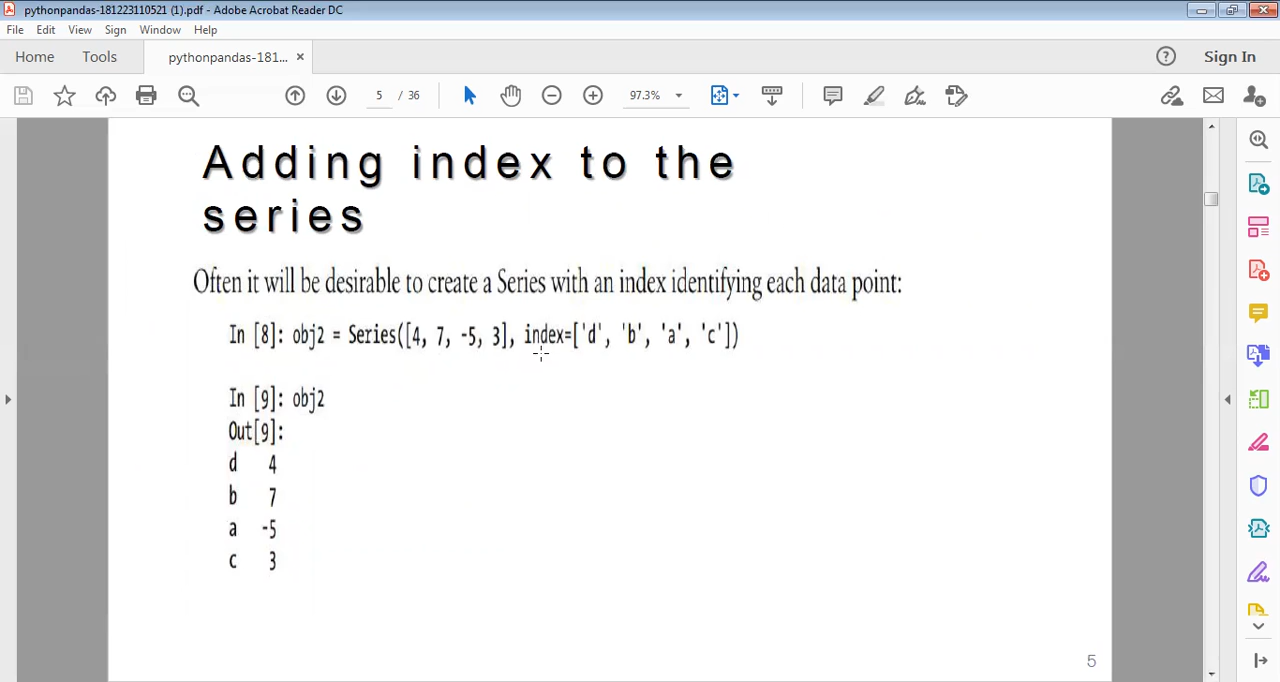 pythonpandas-181223110521 (1).pdf - Adobe Acrobat Reader DC
File Edit View Sign Window Help
Home Tools pythonpandas-181... × Sign In
5 / 36 97.3%
Adding index to the
series
Often it will be desirable to create a Series with an index identifying each data point:
In [8]: obj2 = Series([4, 7, -5, 3], index=['d', 'b', 'a', 'c'])
In [9]: obj2
Out[9]:
d 4
b 7
a -5
c 3
5